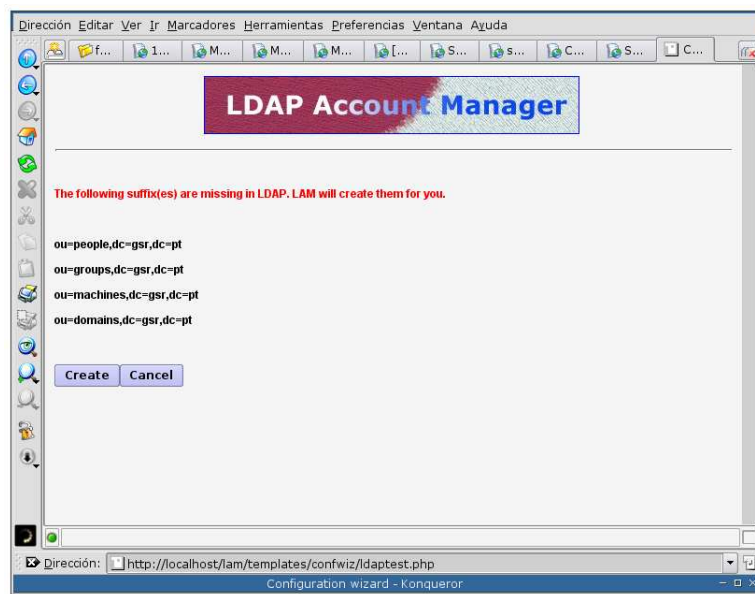 Dirección Editar Ver Ir Marcadores Herramientas Preferencias Ventana Ayuda
f... 1... M... M... M... [... S... s... C... S... C...
LDAP Account Manager
The following suffix(es) are missing in LDAP. LAM will create them for you.
ou=people,dc=gsr,dc=pt
ou=groups,dc=gsr,dc=pt
ou=machines,dc=gsr,dc=pt
ou=domains,dc=gsr,dc=pt
Create Cancel
Dirección: http://localhost/lam/templates/confwiz/ldaptest.php
Configuration wizard - Konqueror